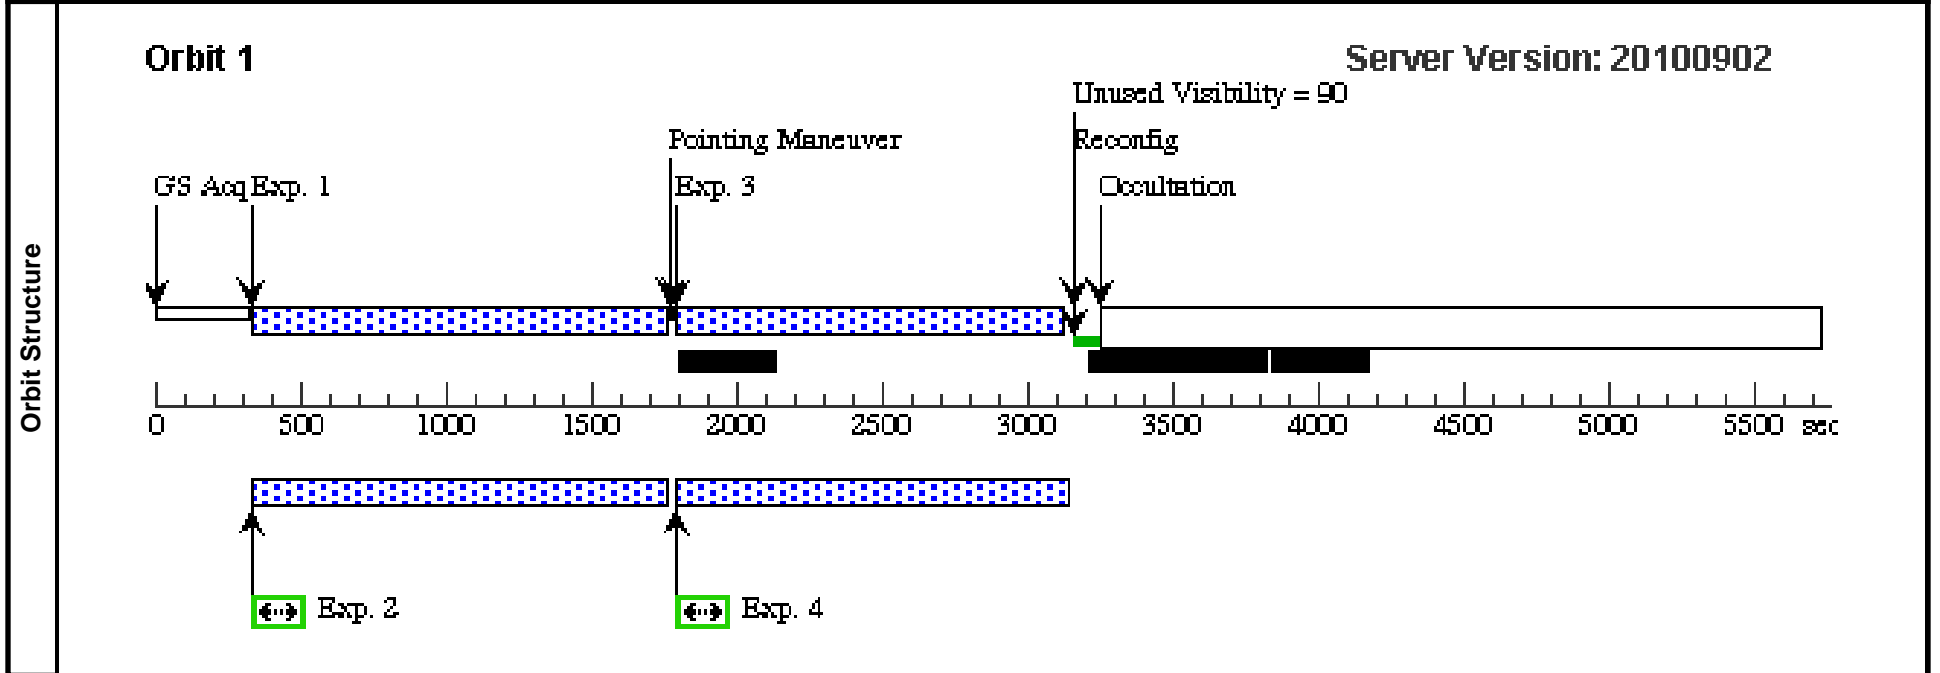 Orbit 1
Server Version: 20100902
Unused Visibility = 90
Pointing Maneuver
Reconfig
GS Acq
Exp. 1
Exp. 3
Occultation
Orbit Structure
0 500 1000 1500 2000 2500 3000 3500 4000 4500 5000 5500 sec
Exp. 2
Exp. 4